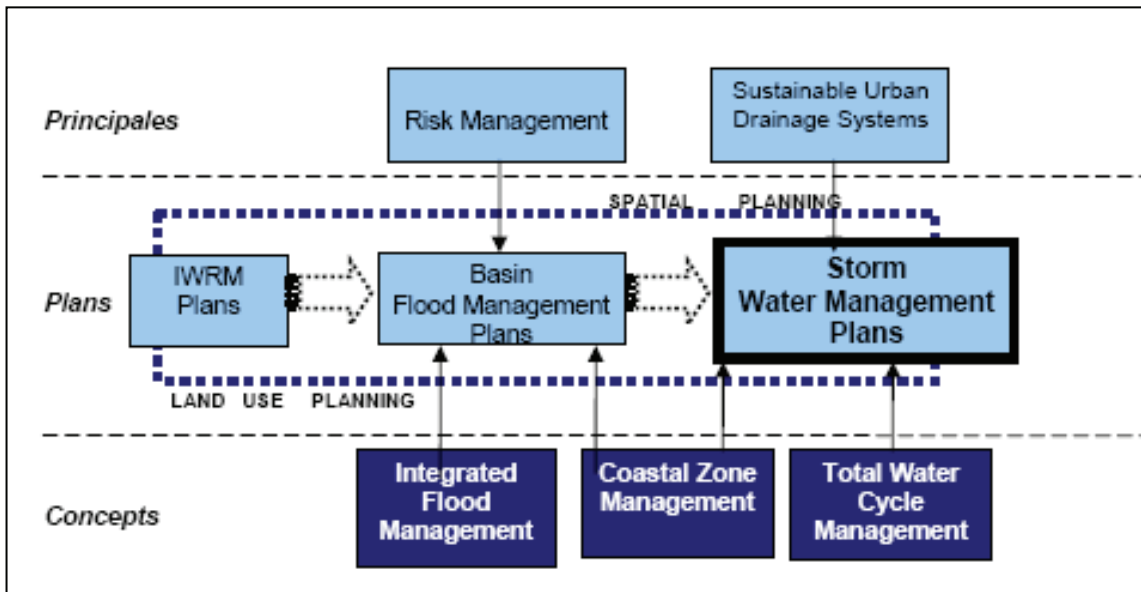 Principales
Risk Management
Sustainable Urban
Drainage Systems
SPATIAL PLANNING
Plans
IWRM
Plans
Basin
Flood Management
Plans
Storm
Water Management
Plans
LAND USE PLANNING
Concepts
Integrated
Flood
Management
Coastal Zone
Management
Total Water
Cycle
Management